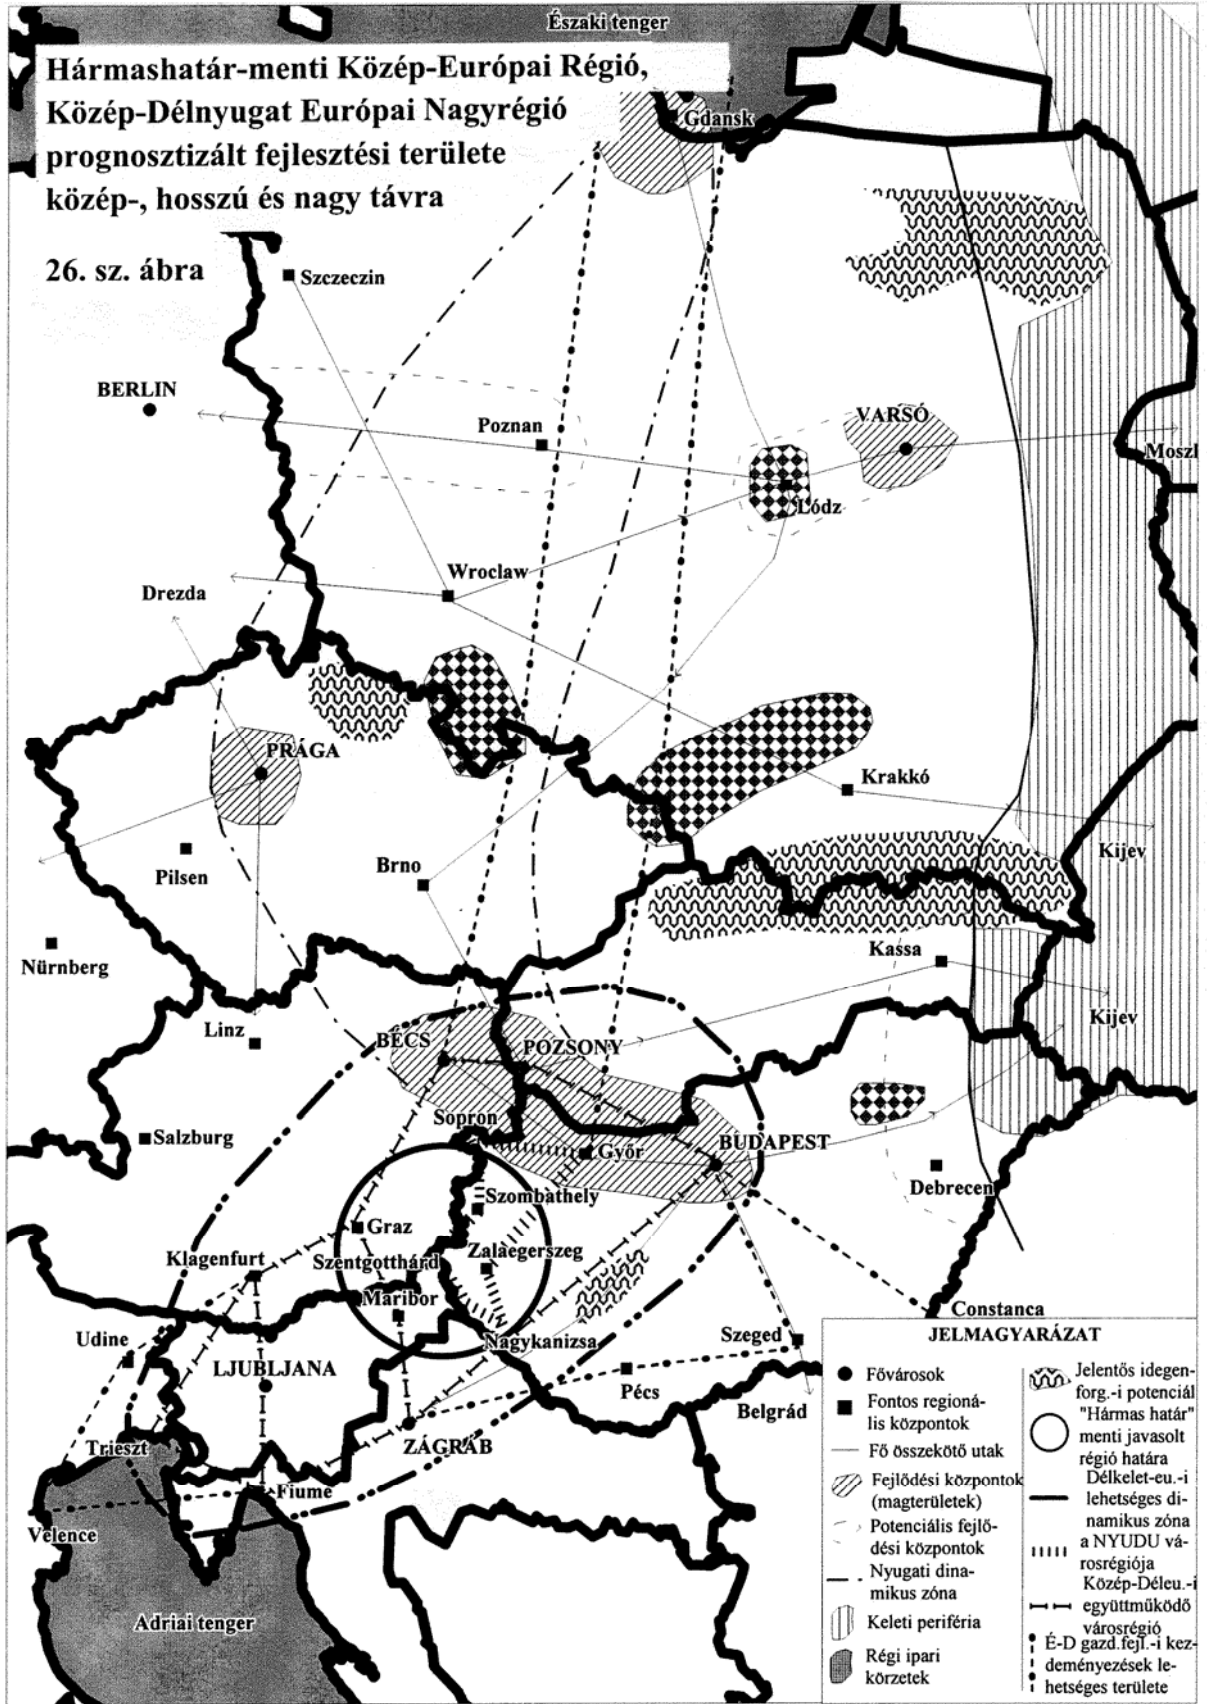 Északi tenger
Hármashatár-menti Közép-Európai Régió,
Közép-Délnyugat Európai Nagyrégió
prognosztizált fejlesztési területe
közép-, hosszú és nagy távra
26. sz. ábra
Gdansk
Szczeczin
BERLIN
Poznan
VARSÓ
Moszl
Lódz
Wroclaw
Drezda
PRÁGA
Krakkó
Pilsen
Brno
Kijev
Nürnberg
Kassa
Linz
Kijev
BÉCS
POZSONY
Sopron
Salzburg
Győr
BUDAPEST
Debrecen
Szombathely
Graz
Klagenfurt
Szentgotthárd
Zalaegerszeg
Maribor
Constanca
Udine
Nagykanizsa
Szeged
LJUBLJANA
Pécs
Belgrád
Trieszt
ZÁGRÁB
Fiume
Velence
Adriai tenger
JELMAGYARÁZAT
Fővárosok
Fontos regioná-
lis központok
Fő összekötő utak
Fejlődési központok
(magterületek)
Potenciális fejlő-
dési központok
Nyugati dina-
mikus zóna
Keleti periféria
Régi ipari
körzetek
Jelentős idegen-
forg.-i potenciál
"Hármas határ"
menti javasolt
régió határa
Délkelet-eu.-i
lehetséges di-
namikus zóna
a NYUDU vá-
rosrégiója
Közép-Déleu.-i
együttműködő
városrégió
É-D gazd.fejl.-i kez-
deményezések le-
hetséges területe